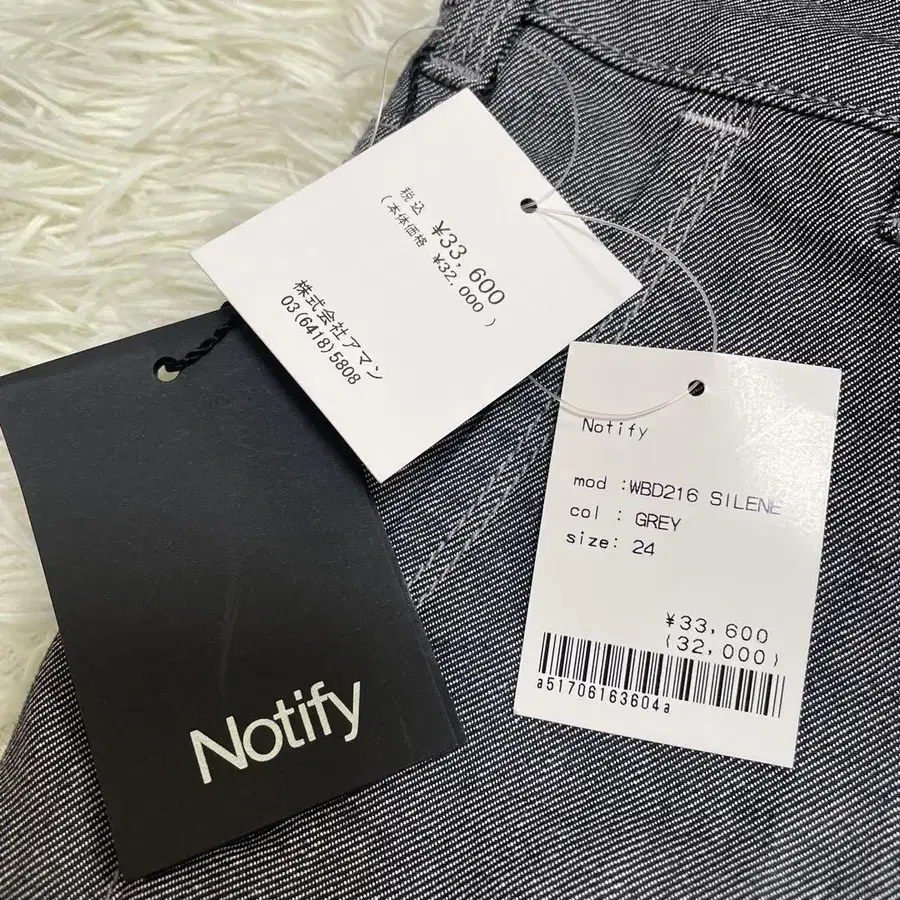 税込 ¥33,600
(本体価格 ¥32,000 )
株式会社アマン
03(6418)5808
Notify
Notify
mod :WBD216 SILENE
col : GREY
size: 24
¥33,600
(32,000)
a51706163604a